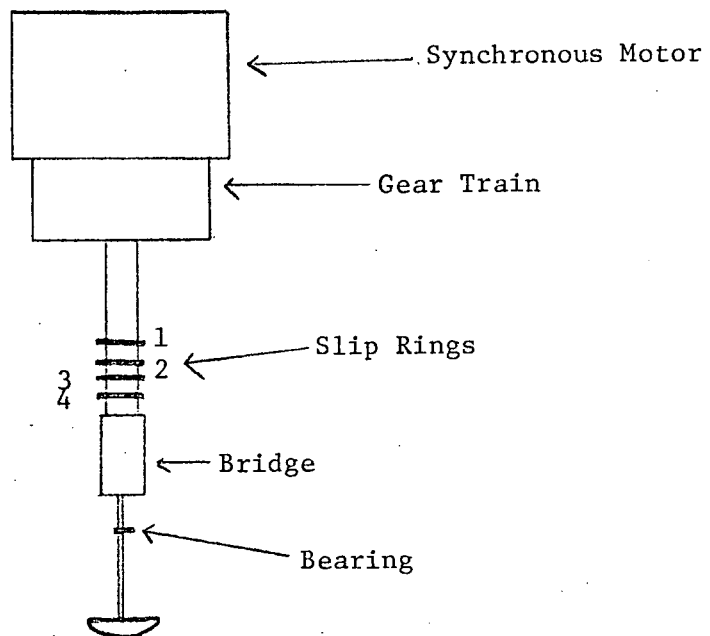 Synchronous Motor
Gear Train
1
Slip Rings
2
3
4
Bridge
Bearing